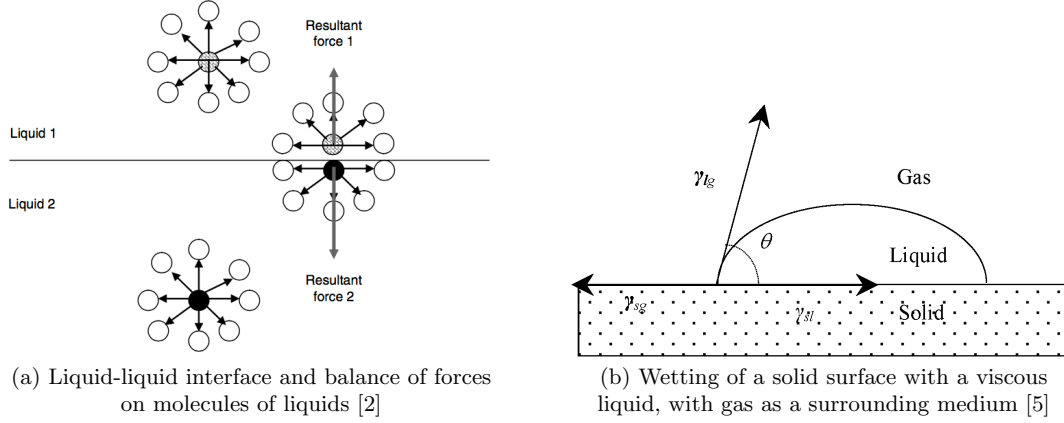 Resultant
force 1
Liquid 1
Liquid 2
Resultant
force 2
(a) Liquid-liquid interface and balance of forces
on molecules of liquids [2]
γlg
Gas
θ
Liquid
γsg
γsl
Solid
(b) Wetting of a solid surface with a viscous
liquid, with gas as a surrounding medium [5]